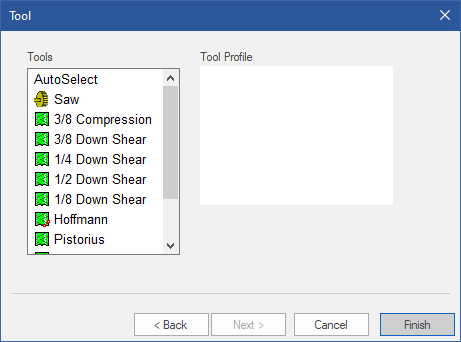 Tool
Tools
Tool Profile
AutoSelect
Saw
3/8 Compression
3/8 Down Shear
1/4 Down Shear
1/2 Down Shear
1/8 Down Shear
Hoffmann
Pistorius
< Back
Next >
Cancel
Finish